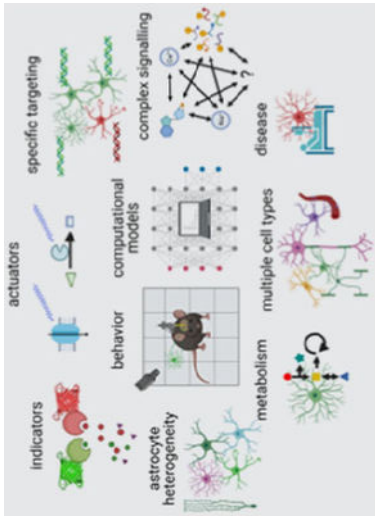 indicators
actuators
specific targeting
astrocyte
heterogeneity
behavior
computational
models
complex signalling
?
metabolism
multiple cell types
disease